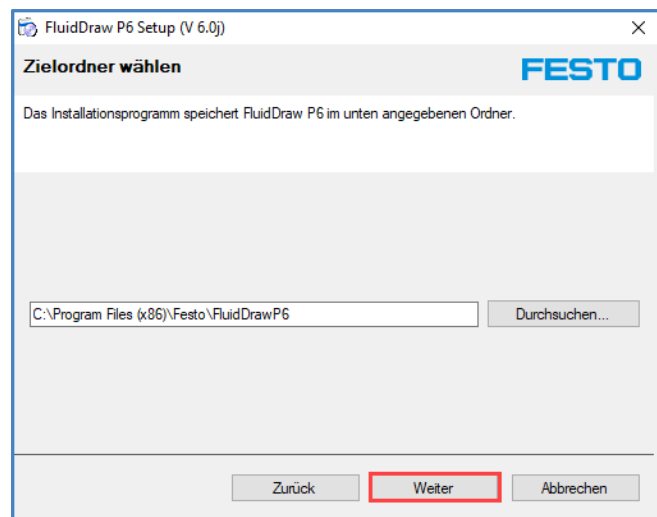 FluidDraw P6 Setup (V 6.0j)
Zielordner wählen
FESTO
Das Installationsprogramm speichert FluidDraw P6 im unten angegebenen Ordner.
C:\Program Files (x86)\Festo\FluidDrawP6
Durchsuchen...
Zurück
Weiter
Abbrechen